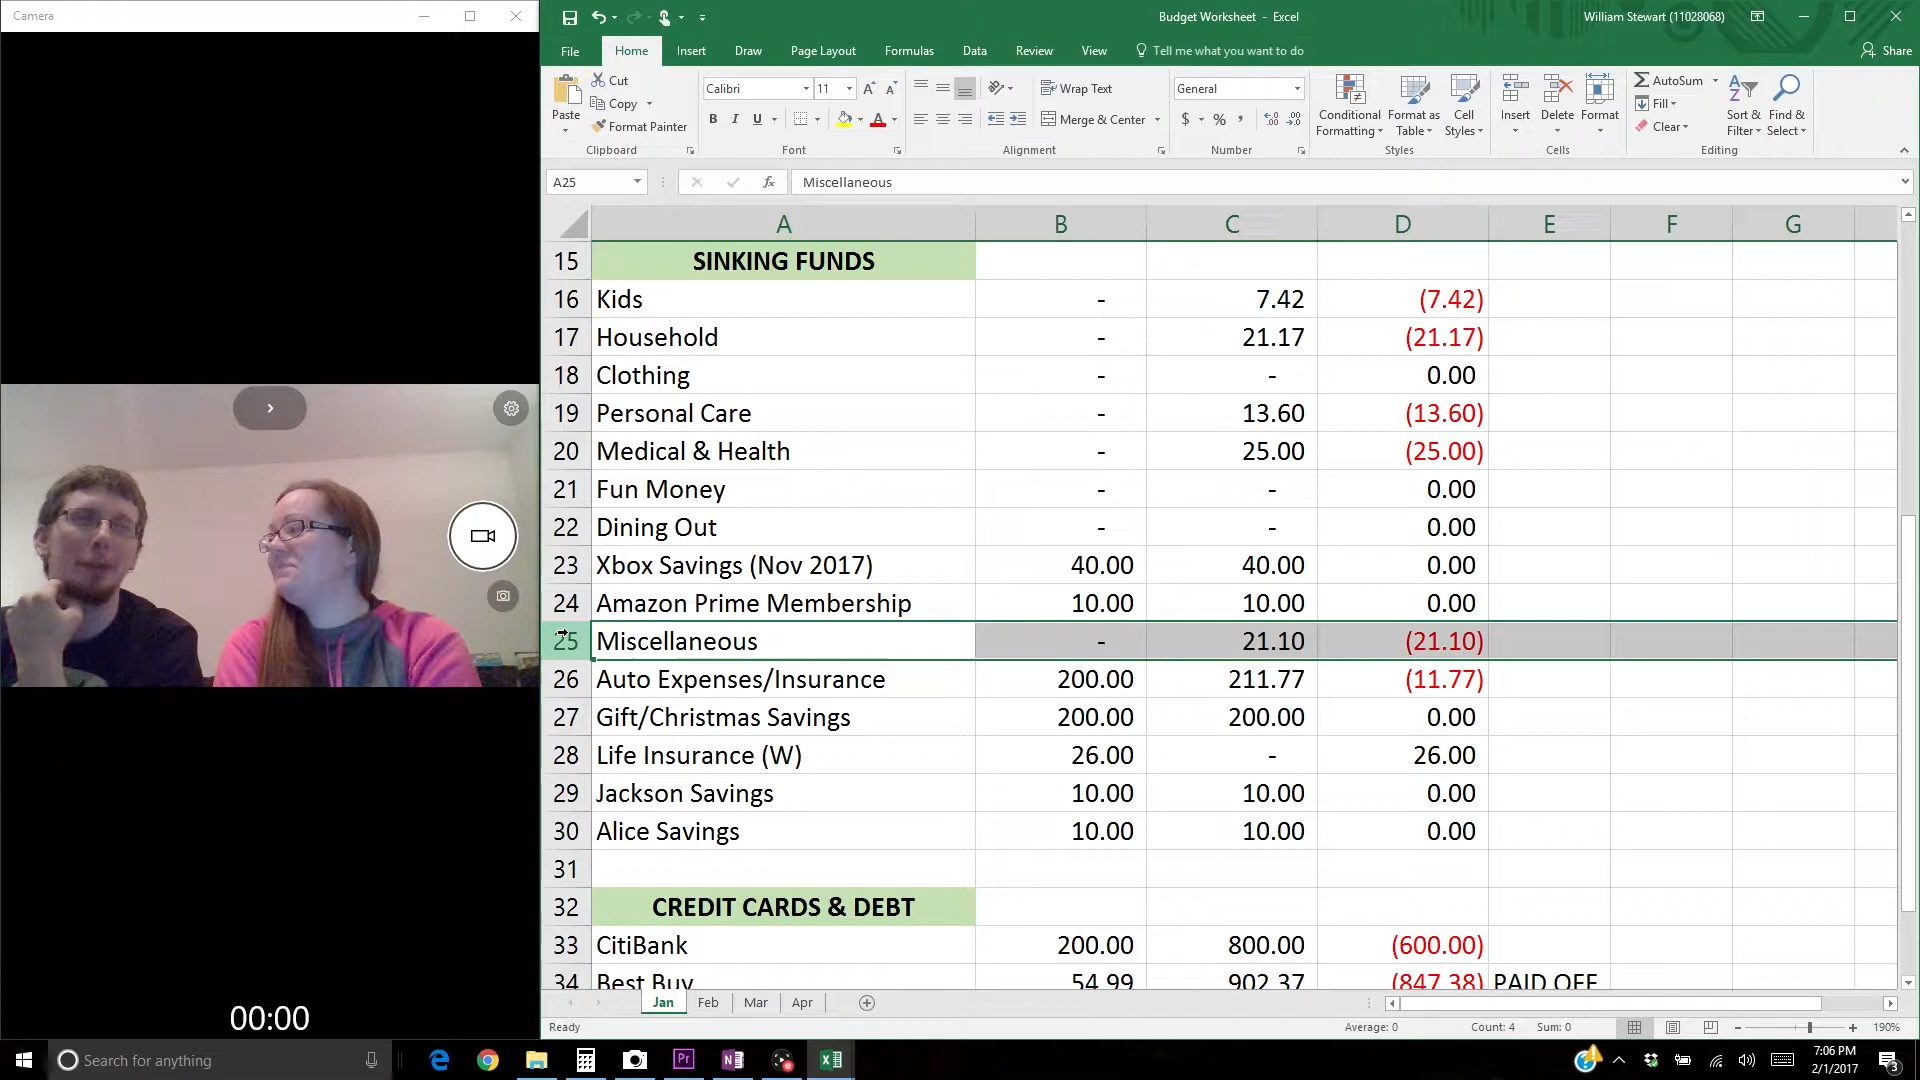 Camera
Budget Worksheet - Excel
William Stewart (11028068)
File Home Insert Draw Page Layout Formulas Data Review View Tell me what you want to do
Share
Paste
Cut
Copy
Format Painter
Clipboard
Calibri 11
B I U
Font
Wrap Text
Merge & Center
Alignment
General
$ % ,
Number
Conditional Formatting
Format as Table
Cell Styles
Styles
Insert Delete Format
Cells
AutoSum
Fill
Clear
Sort & Filter
Find & Select
Editing
A25 fx Miscellaneous
A B C D E F G
15 SINKING FUNDS
16 Kids - 7.42 (7.42)
17 Household - 21.17 (21.17)
18 Clothing - - 0.00
19 Personal Care - 13.60 (13.60)
20 Medical & Health - 25.00 (25.00)
21 Fun Money - - 0.00
22 Dining Out - - 0.00
23 Xbox Savings (Nov 2017) 40.00 40.00 0.00
24 Amazon Prime Membership 10.00 10.00 0.00
25 Miscellaneous - 21.10 (21.10)
26 Auto Expenses/Insurance 200.00 211.77 (11.77)
27 Gift/Christmas Savings 200.00 200.00 0.00
28 Life Insurance (W) 26.00 - 26.00
29 Jackson Savings 10.00 10.00 0.00
30 Alice Savings 10.00 10.00 0.00
31
32 CREDIT CARDS & DEBT
33 CitiBank 200.00 800.00 (600.00)
34 Best Buy 54.99 902.37 (847.38) PAID OFF
Jan Feb Mar Apr
Ready Average: 0 Count: 4 Sum: 0 190%
00:00
Search for anything
7:06 PM
2/1/2017
3